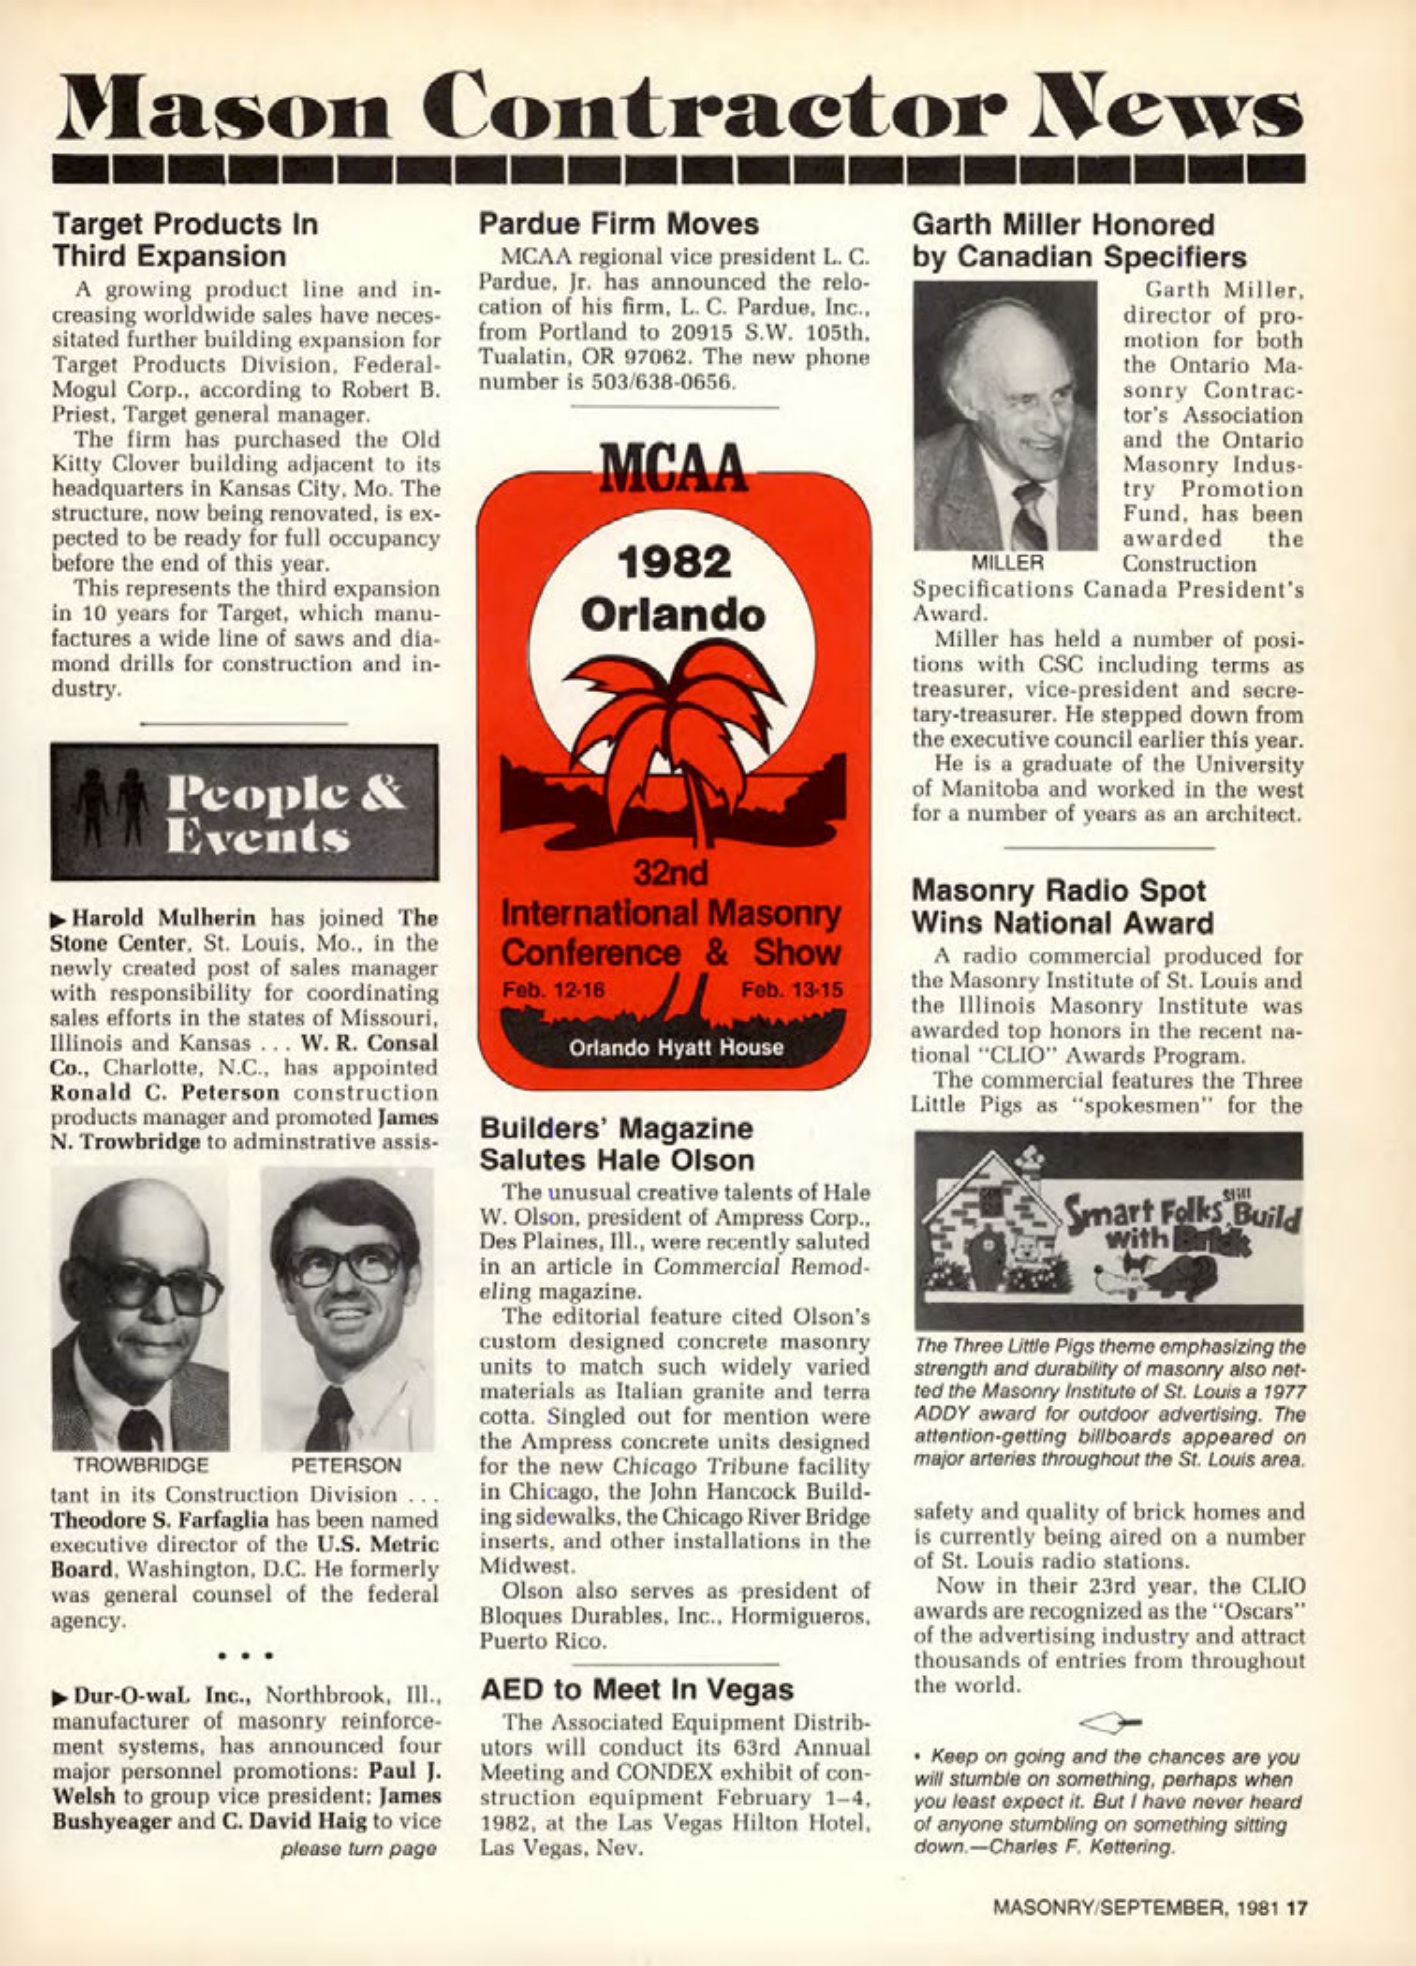 Mason Contractor News
Target Products In
Third Expansion
A growing product line and in-
creasing worldwide sales have neces-
sitated further building expansion for
Target Products Division, Federal-
Mogul Corp., according to Robert B.
Priest, Target general manager.
The firm has purchased the Old
Kitty Clover building adjacent to its
headquarters in Kansas City, Mo. The
structure, now being renovated, is ex-
pected to be ready for full occupancy
before the end of this year.
This represents the third expansion
in 10 years for Target, which manu-
factures a wide line of saws and dia-
mond drills for construction and in-
dustry.
People &
Events
▶ Harold Mulherin has joined The
Stone Center, St. Louis, Mo., in the
newly created post of sales manager
with responsibility for coordinating
sales efforts in the states of Missouri,
Illinois and Kansas ... W. R. Consal
Co., Charlotte, N.C., has appointed
Ronald C. Peterson construction
products manager and promoted James
N. Trowbridge to adminstrative assis-
TROWBRIDGE
PETERSON
tant in its Construction Division ...
Theodore S. Farfaglia has been named
executive director of the U.S. Metric
Board, Washington, D.C. He formerly
was general counsel of the federal
agency.
• • •
▶ Dur-O-waL Inc., Northbrook, Ill.,
manufacturer of masonry reinforce-
ment systems, has announced four
major personnel promotions: Paul J.
Welsh to group vice president; James
Bushyeager and C. David Haig to vice
please turn page
Pardue Firm Moves
MCAA regional vice president L. C.
Pardue, Jr. has announced the relo-
cation of his firm, L. C. Pardue, Inc.,
from Portland to 20915 S.W. 105th,
Tualatin, OR 97062. The new phone
number is 503/638-0656.
MCAA
1982
Orlando
32nd
International Masonry
Conference & Show
Feb. 12-16 Feb. 13-15
Orlando Hyatt House
Builders' Magazine
Salutes Hale Olson
The unusual creative talents of Hale
W. Olson, president of Ampress Corp.,
Des Plaines, Ill., were recently saluted
in an article in Commercial Remod-
eling magazine.
The editorial feature cited Olson's
custom designed concrete masonry
units to match such widely varied
materials as Italian granite and terra
cotta. Singled out for mention were
the Ampress concrete units designed
for the new Chicago Tribune facility
in Chicago, the John Hancock Build-
ing sidewalks, the Chicago River Bridge
inserts, and other installations in the
Midwest.
Olson also serves as president of
Bloques Durables, Inc., Hormigueros,
Puerto Rico.
AED to Meet In Vegas
The Associated Equipment Distrib-
utors will conduct its 63rd Annual
Meeting and CONDEX exhibit of con-
struction equipment February 1–4,
1982, at the Las Vegas Hilton Hotel,
Las Vegas, Nev.
Garth Miller Honored
by Canadian Specifiers
Garth Miller,
director of pro-
motion for both
the Ontario Ma-
sonry Contrac-
tor's Association
and the Ontario
Masonry Indus-
try Promotion
Fund, has been
awarded the
MILLER
Construction
Specifications Canada President's
Award.
Miller has held a number of posi-
tions with CSC including terms as
treasurer, vice-president and secre-
tary-treasurer. He stepped down from
the executive council earlier this year.
He is a graduate of the University
of Manitoba and worked in the west
for a number of years as an architect.
Masonry Radio Spot
Wins National Award
A radio commercial produced for
the Masonry Institute of St. Louis and
the Illinois Masonry Institute was
awarded top honors in the recent na-
tional "CLIO" Awards Program.
The commercial features the Three
Little Pigs as "spokesmen" for the
Smart Folks Still Build
with Brick
The Three Little Pigs theme emphasizing the
strength and durability of masonry also net-
ted the Masonry Institute of St. Louis a 1977
ADDY award for outdoor advertising. The
attention-getting billboards appeared on
major arteries throughout the St. Louis area.
safety and quality of brick homes and
is currently being aired on a number
of St. Louis radio stations.
Now in their 23rd year, the CLIO
awards are recognized as the "Oscars"
of the advertising industry and attract
thousands of entries from throughout
the world.
• Keep on going and the chances are you
will stumble on something, perhaps when
you least expect it. But I have never heard
of anyone stumbling on something sitting
down.—Charles F. Kettering.
MASONRY/SEPTEMBER, 1981 17